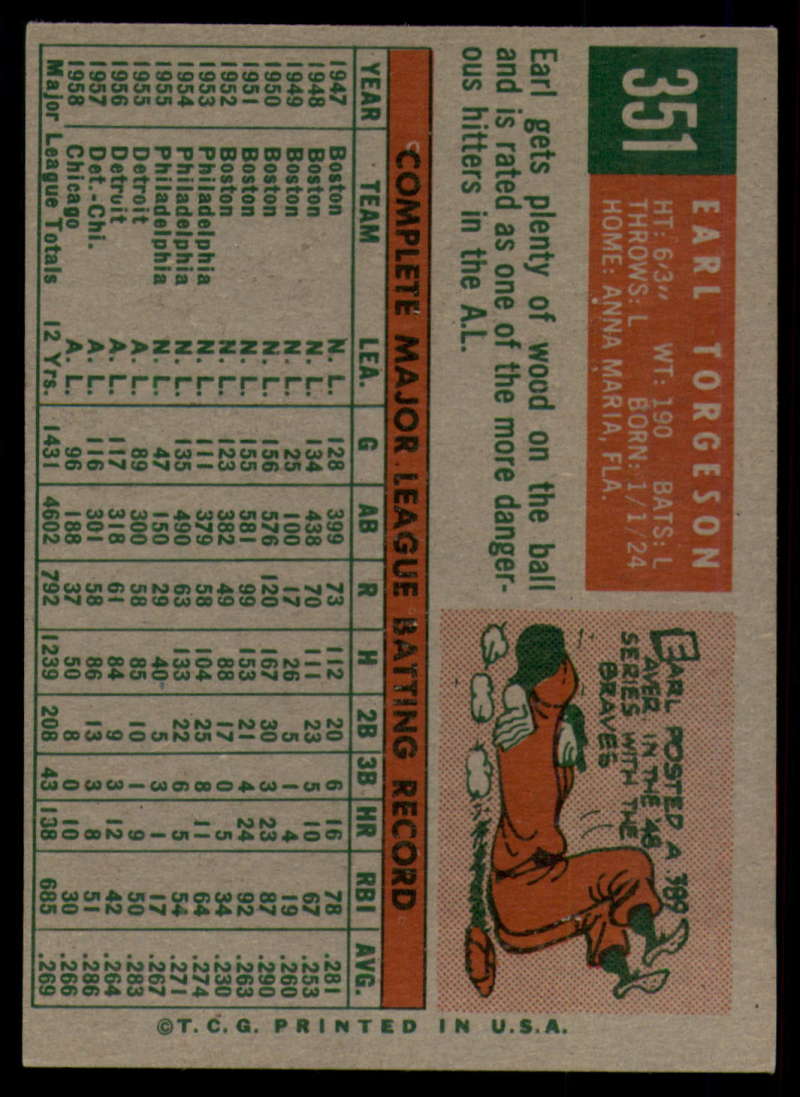 351
EARL TORGESON
HT: 6/3" WT: 190 BATS: L
THROWS: L BORN: 1/1/24
HOME: ANNA MARIA, FLA.
Earl gets plenty of wood on the ball
and is rated as one of the more danger-
ous hitters in the A.L.
EARL POSTED A .389
AVER. IN THE '48
SERIES WITH THE
BRAVES
COMPLETE MAJOR LEAGUE BATTING RECORD
YEAR TEAM LEA. G AB R H 2B 3B HR RBI AVG.
1947 Boston N. L. 128 399 73 112 20 6 16 78 .281
1948 Boston N. L. 134 438 70 111 23 5 10 67 .253
1949 Boston N. L. 25 100 17 26 5 1 4 19 .260
1950 Boston N. L. 156 576 120 167 30 3 23 87 .290
1951 Boston N. L. 155 581 99 153 21 4 24 92 .263
1952 Boston N. L. 123 382 49 88 17 0 5 34 .230
1953 Philadelphia N. L. 111 379 58 104 25 8 11 64 .274
1954 Philadelphia N. L. 135 490 63 133 22 6 5 54 .271
1955 Philadelphia N. L. 47 150 29 40 5 3 1 17 .267
1955 Detroit A. L. 89 300 58 85 10 1 9 50 .283
1956 Detroit A. L. 117 318 61 84 9 3 12 42 .264
1957 Det.-Chi. A. L. 116 301 58 86 13 3 8 51 .286
1958 Chicago A. L. 96 188 37 50 8 0 10 30 .266
Major League Totals 12 Yrs. 1431 4602 792 1239 208 43 138 685 .269
©T. C. G. PRINTED IN U.S.A.